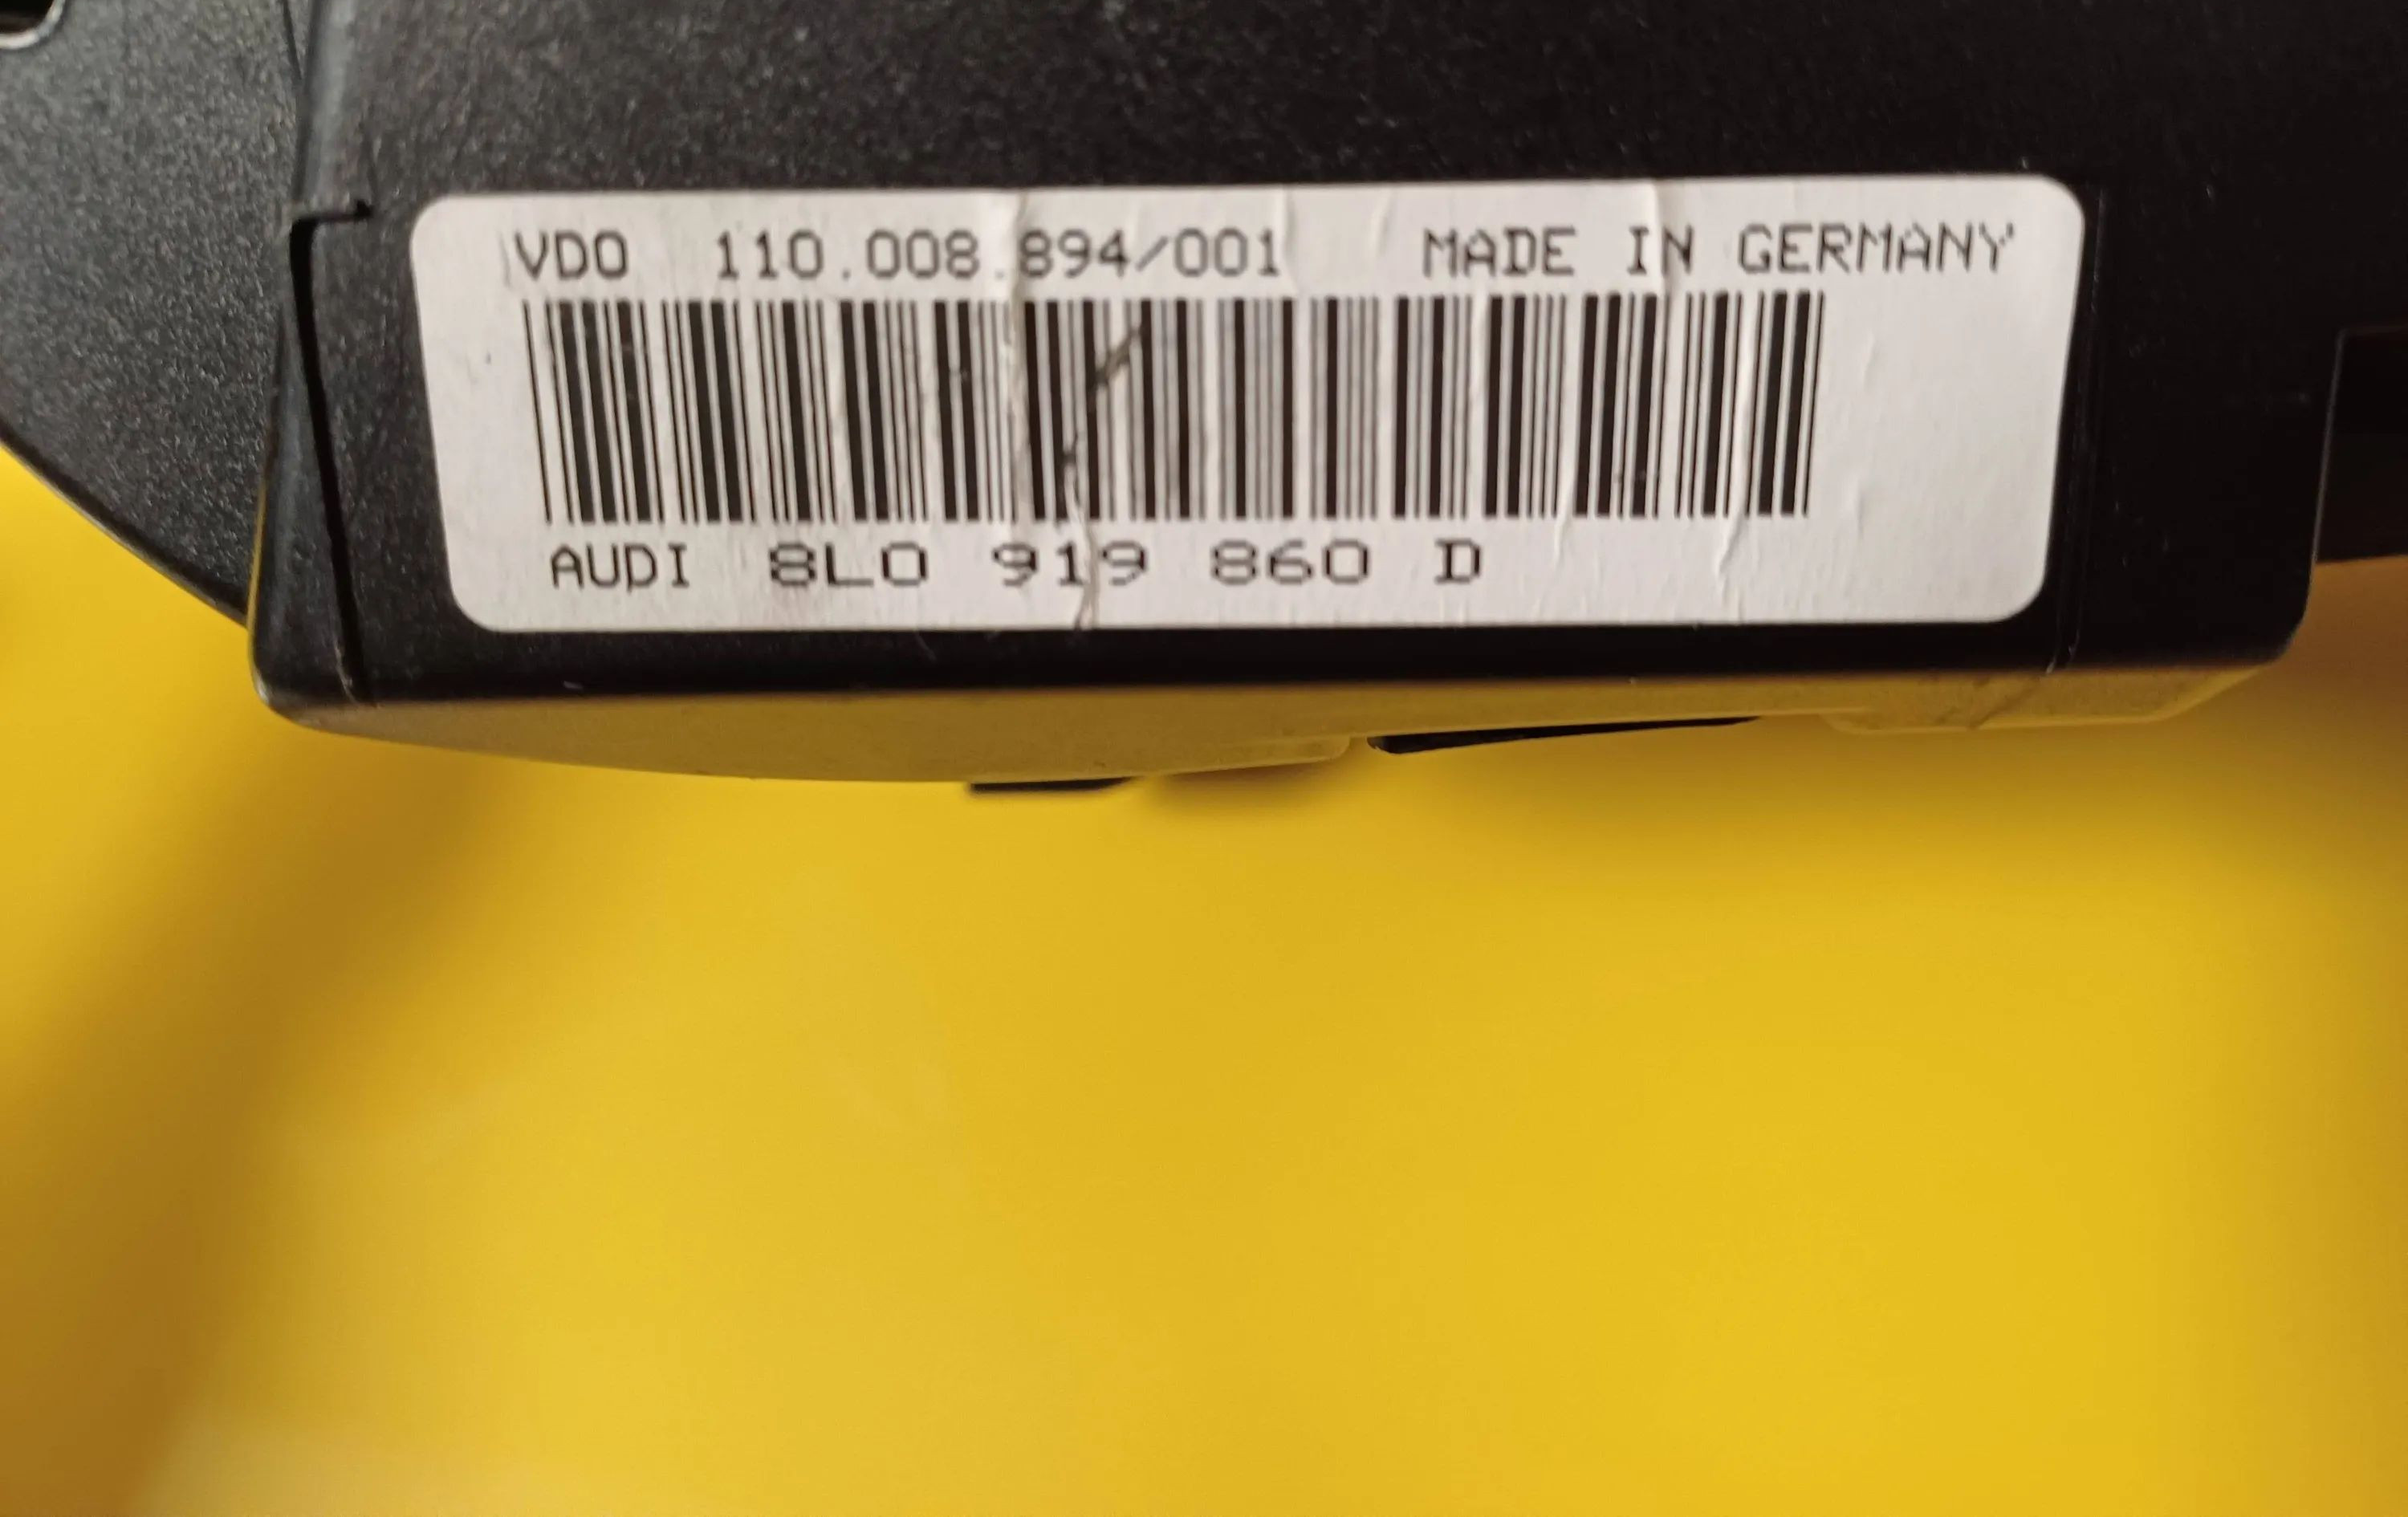 VDO 110.008.894/001 MADE IN GERMANY
AUDI 8L0 919 860 D